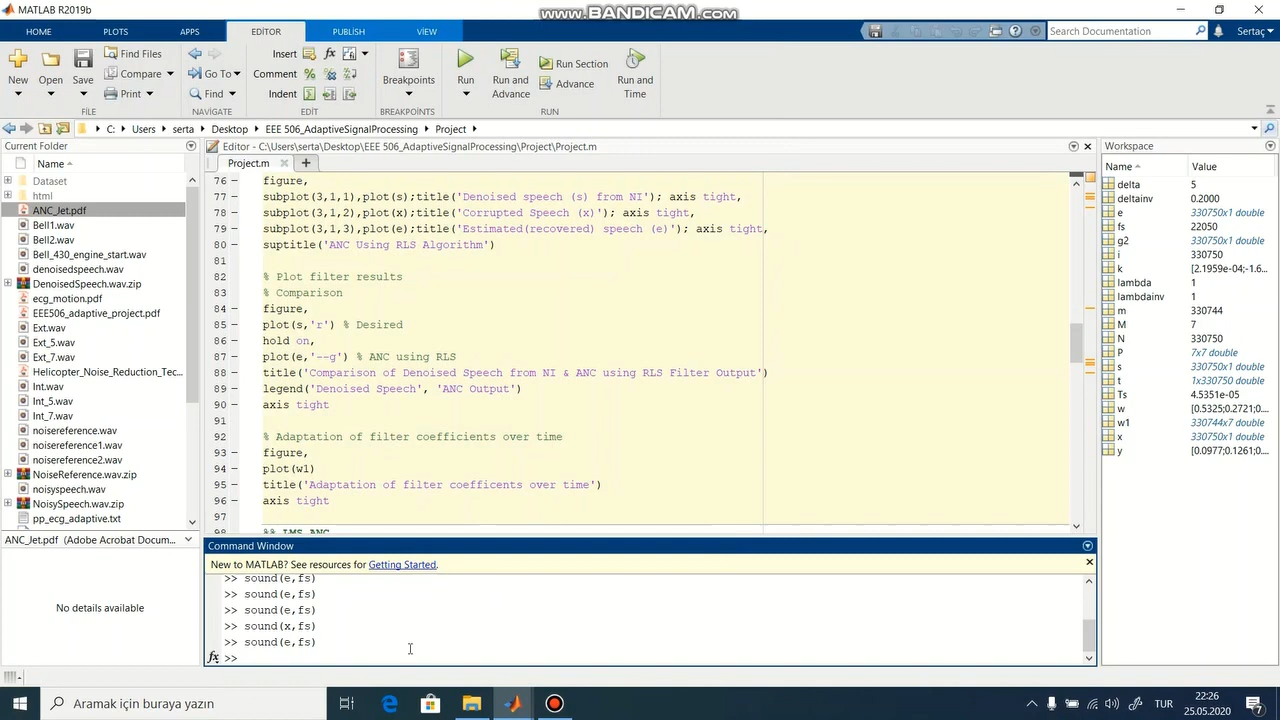 MATLAB R2019b
www.BANDICAM.com
HOME PLOTS APPS EDITOR PUBLISH VIEW
Search Documentation
Sertaç
New Open Save
Find Files
Compare
Print
Go To
Find
Insert
Comment
Indent
Breakpoints
Run
Run and Advance
Run Section
Advance
Run and Time
FILE NAVIGATE EDIT BREAKPOINTS RUN
C: Users serta Desktop EEE 506_AdaptiveSignalProcessing Project
Current Folder
Name
Dataset
html
ANC_Jet.pdf
Bell1.wav
Bell2.wav
Bell_430_engine_start.wav
denoisedspeech.wav
DenoisedSpeech.wav.zip
ecg_motion.pdf
EEE506_adaptive_project.pdf
Ext.wav
Ext_5.wav
Ext_7.wav
Helicopter_Noise_Reduction_Tec...
Int.wav
Int_5.wav
Int_7.wav
noisereference.wav
noisereference1.wav
noisereference2.wav
NoiseReference.wav.zip
noisyspeech.wav
NoisySpeech.wav.zip
pp_ecg_adaptive.txt
ANC_Jet.pdf (Adobe Acrobat Docum...
No details available
Editor - C:\Users\serta\Desktop\EEE 506_AdaptiveSignalProcessing\Project\Project.m
Project.m
76 figure,
77 subplot(3,1,1),plot(s);title('Denoised speech (s) from NI'); axis tight,
78 subplot(3,1,2),plot(x);title('Corrupted Speech (x)'); axis tight,
79 subplot(3,1,3),plot(e);title('Estimated(recovered) speech (e)'); axis tight,
80 suptitle('ANC Using RLS Algorithm')
81
82 % Plot filter results
83 % Comparison
84 figure,
85 plot(s,'r') % Desired
86 hold on,
87 plot(e,'--g') % ANC using RLS
88 title('Comparison of Denoised Speech from NI & ANC using RLS Filter Output')
89 legend('Denoised Speech', 'ANC Output')
90 axis tight
91
92 % Adaptation of filter coefficients over time
93 figure,
94 plot(w1)
95 title('Adaptation of filter coefficents over time')
96 axis tight
97
98 %% LMS ANC
Command Window
New to MATLAB? See resources for Getting Started.
>> sound(e,fs)
>> sound(e,fs)
>> sound(e,fs)
>> sound(x,fs)
>> sound(e,fs)
fx >>
Workspace
Name Value
delta 5
deltainv 0.2000
e 330750x1 double
fs 22050
g2 330750x1 double
i 330750
k [2.1959e-04;-1.6...
lambda 1
lambdainv 1
m 330744
M 7
N 330750
P 7x7 double
s 330750x1 double
t 1x330750 double
Ts 4.5351e-05
w [0.5325;0.2721;0...
w1 330744x7 double
x 330750x1 double
y [0.0977;0.1261;0...
Aramak için buraya yazın
TUR
22:26
25.05.2020
7